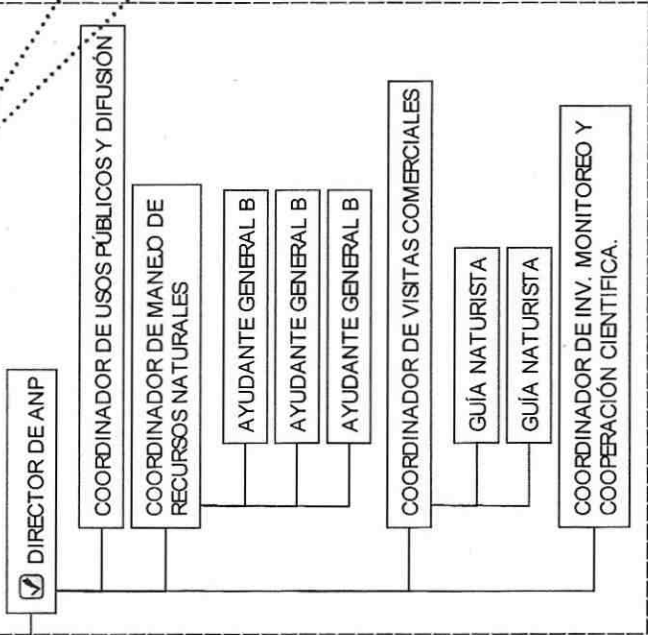 DIRECTOR DE ANP
COORDINADOR DE USOS PÚBLICOS Y DIFUSIÓN
COORDINADOR DE MANEJO DE
RECURSOS NATURALES
AYUDANTE GENERAL B
AYUDANTE GENERAL B
AYUDANTE GENERAL B
COORDINADOR DE VISITAS COMERCIALES
GUÍA NATURISTA
GUÍA NATURISTA
COORDINADOR DE INV. MONITOREO Y
COOPERACIÓN CIENTIFICA.